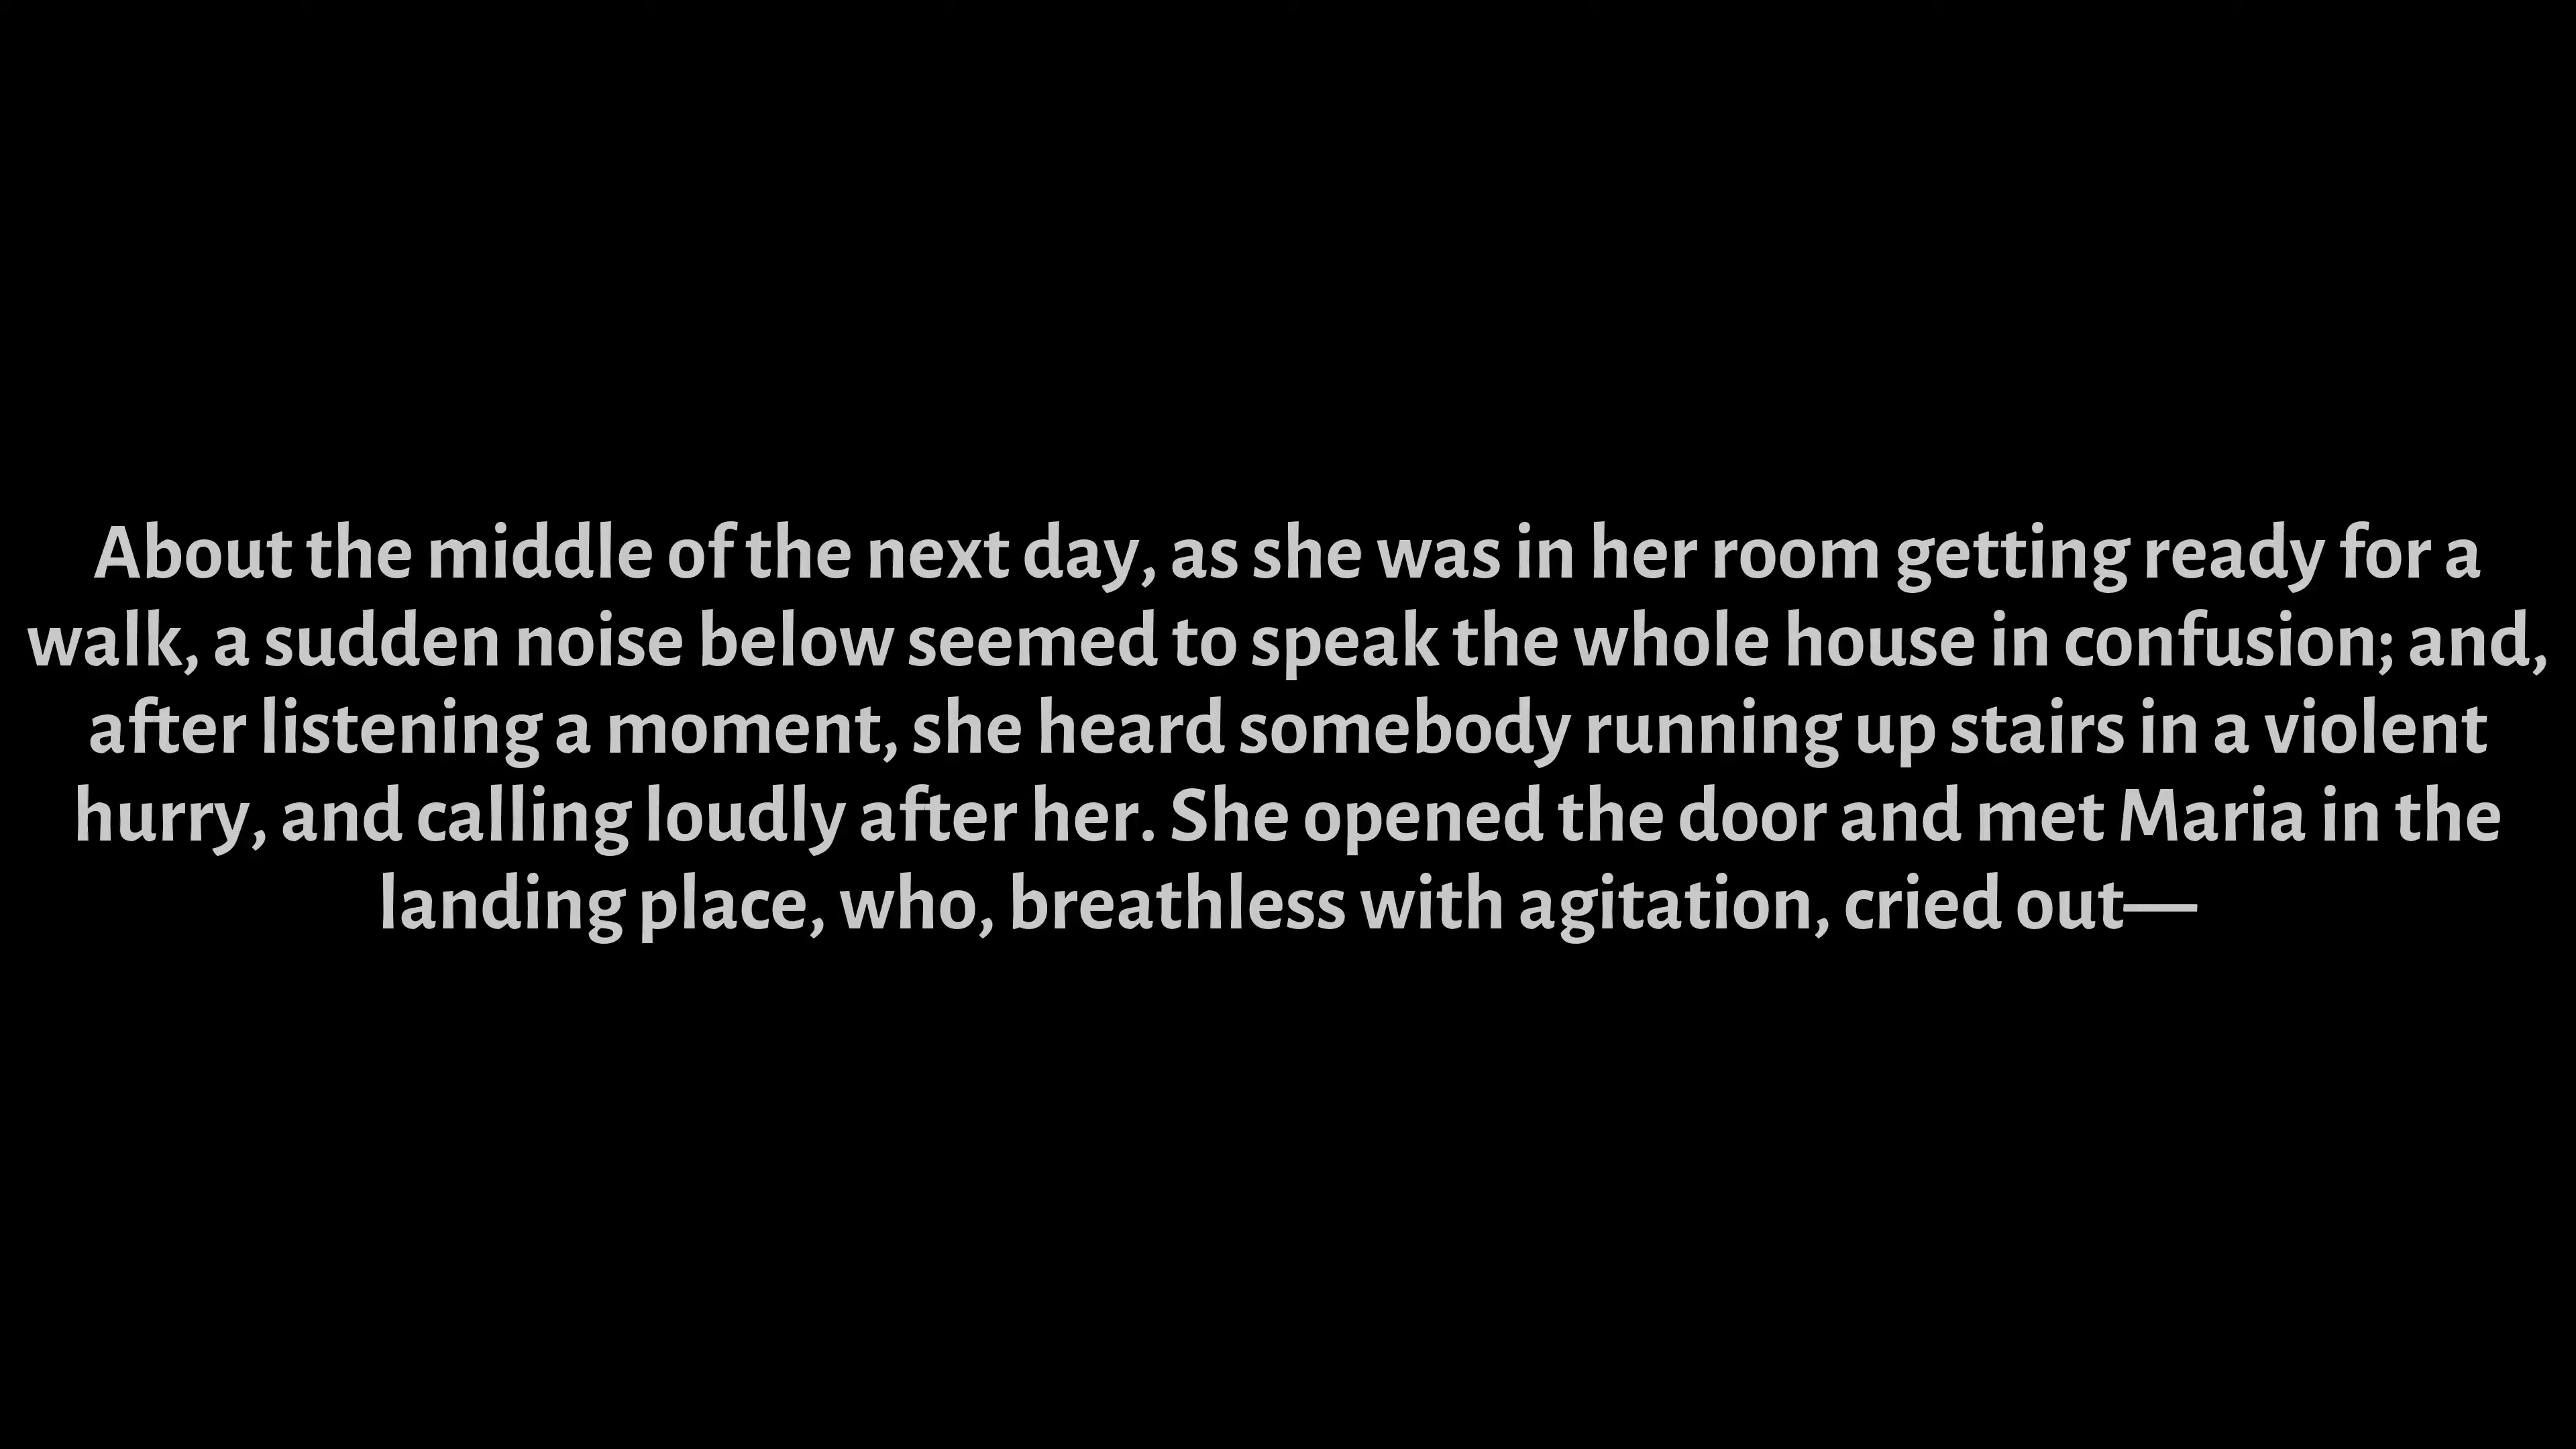 About the middle of the next day, as she was in her room getting ready for a
walk, a sudden noise below seemed to speak the whole house in confusion; and,
after listening a moment, she heard somebody running up stairs in a violent
hurry, and calling loudly after her. She opened the door and met Maria in the
landing place, who, breathless with agitation, cried out—